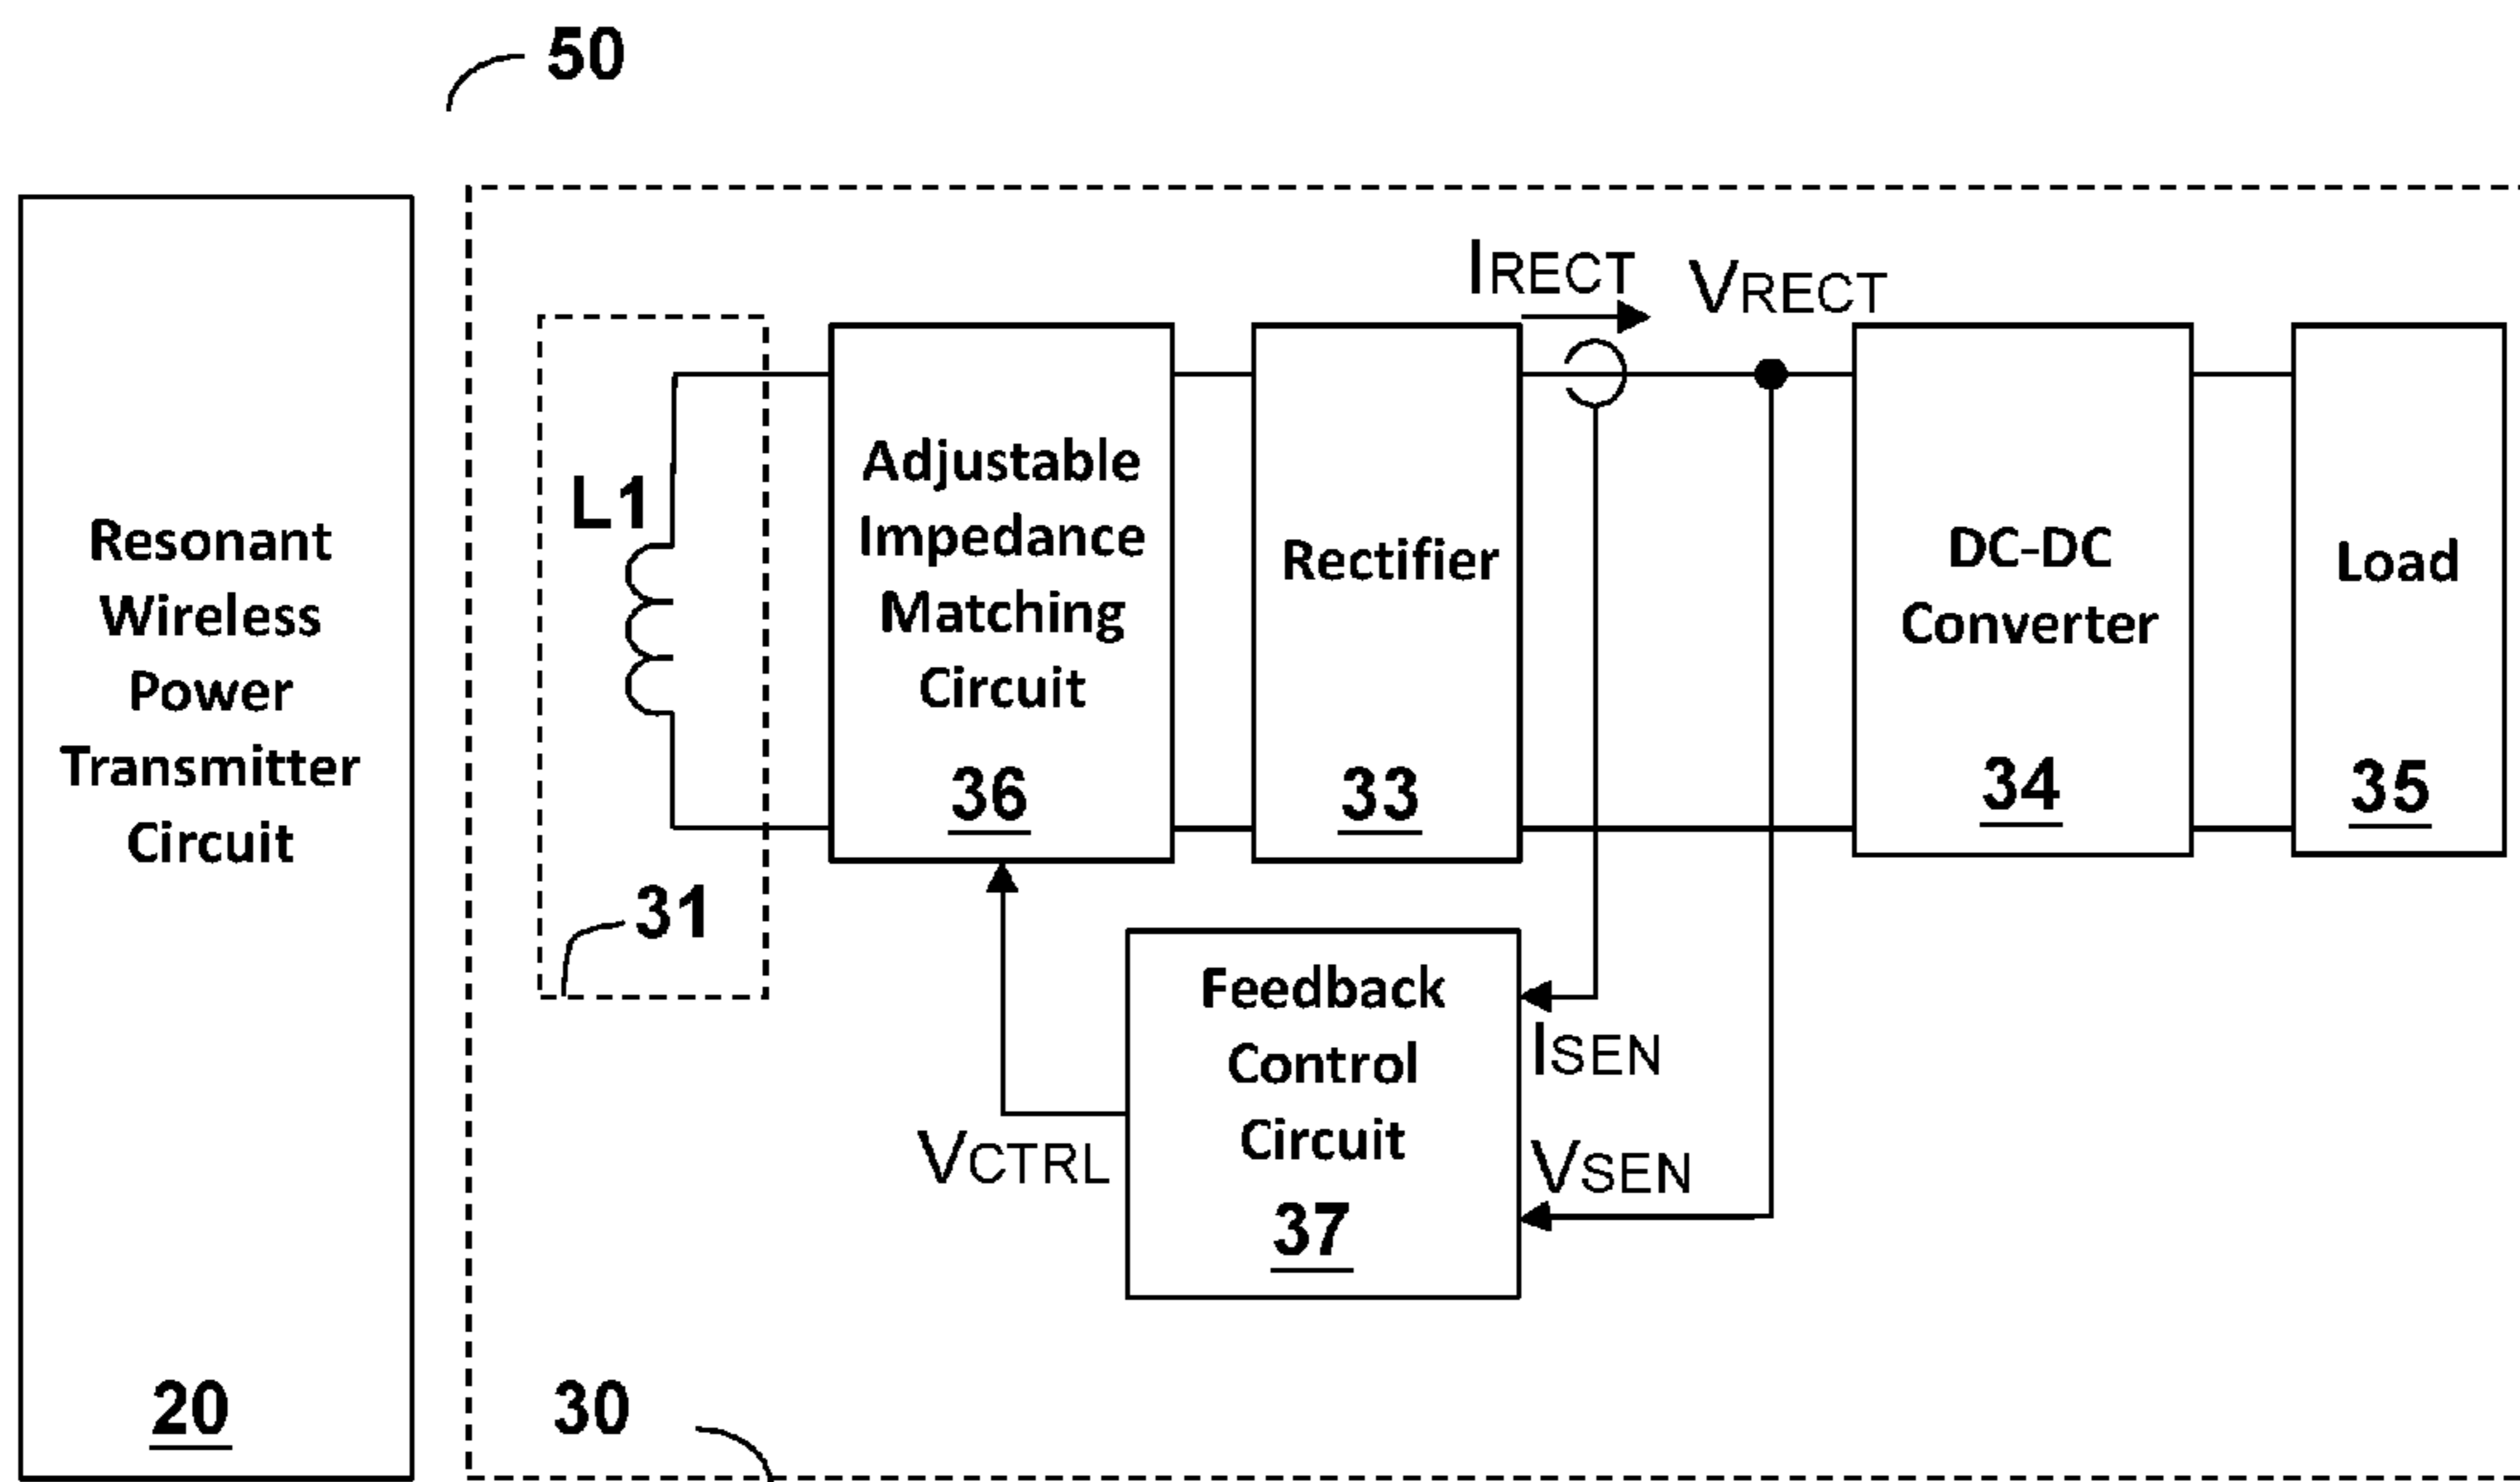 50
Resonant
Wireless
Power
Transmitter
Circuit
20
30
L1
31
Adjustable
Impedance
Matching
Circuit
36
Rectifier
33
IRECT
VRECT
DC-DC
Converter
34
Load
35
Feedback
Control
Circuit
37
ISEN
VSEN
VCTRL